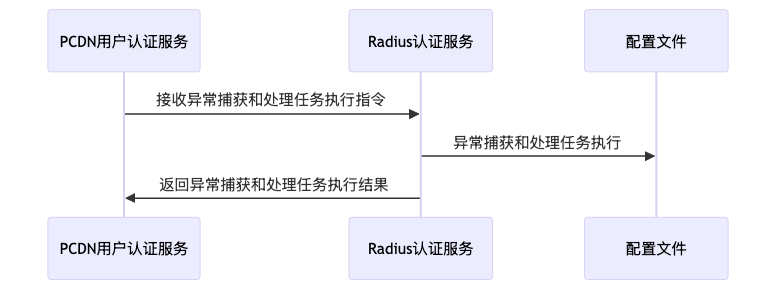 PCDN用户认证服务
Radius认证服务
配置文件
接收异常捕获和处理任务执行指令
异常捕获和处理任务执行
返回异常捕获和处理任务执行结果
PCDN用户认证服务
Radius认证服务
配置文件